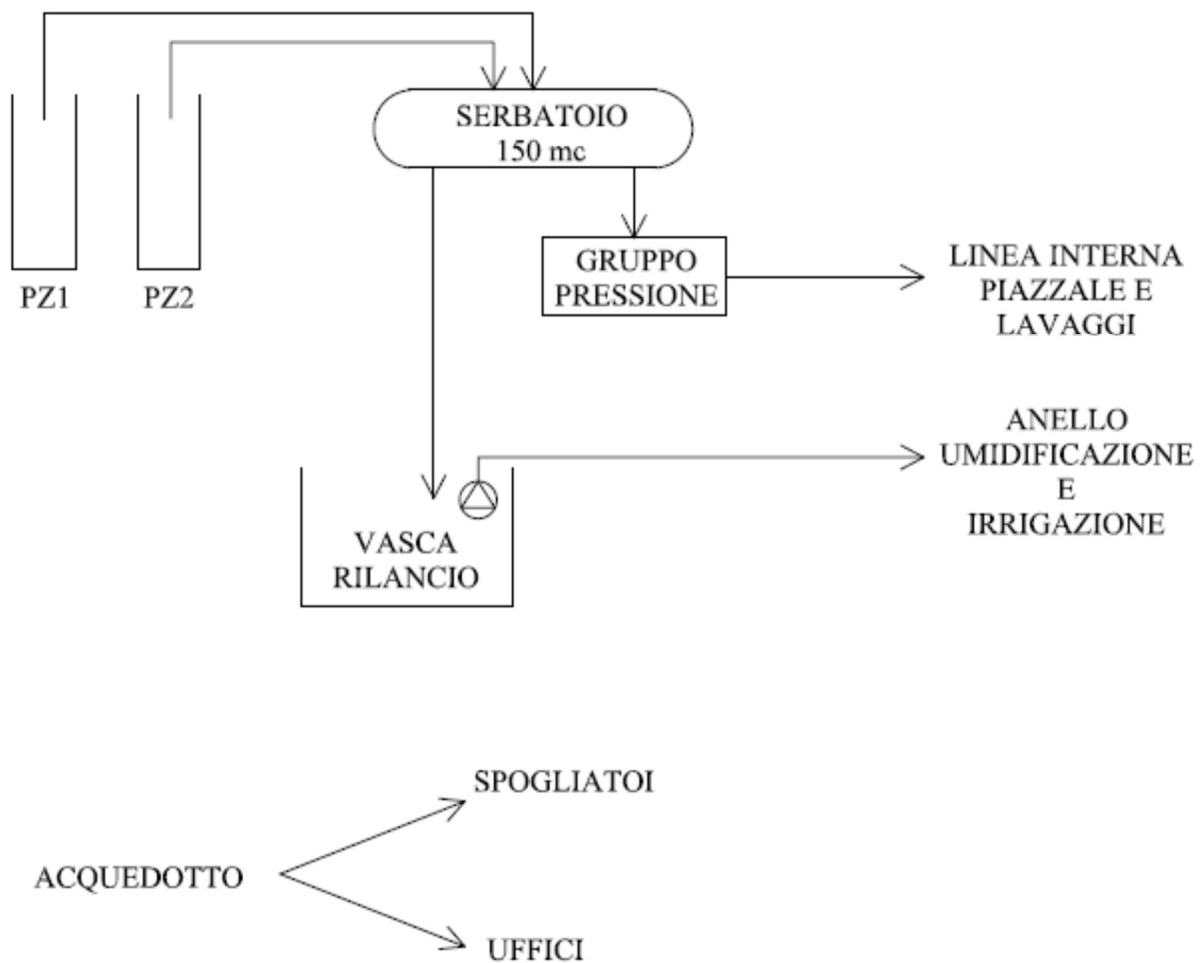 SERBATOIO
150 mc
PZ1
PZ2
GRUPPO
PRESSIONE
LINEA INTERNA
PIAZZALE E
LAVAGGI
ANELLO
UMIDIFICAZIONE
E
IRRIGAZIONE
VASCA
RILANCIO
SPOGLIATOI
ACQUEDOTTO
UFFICI